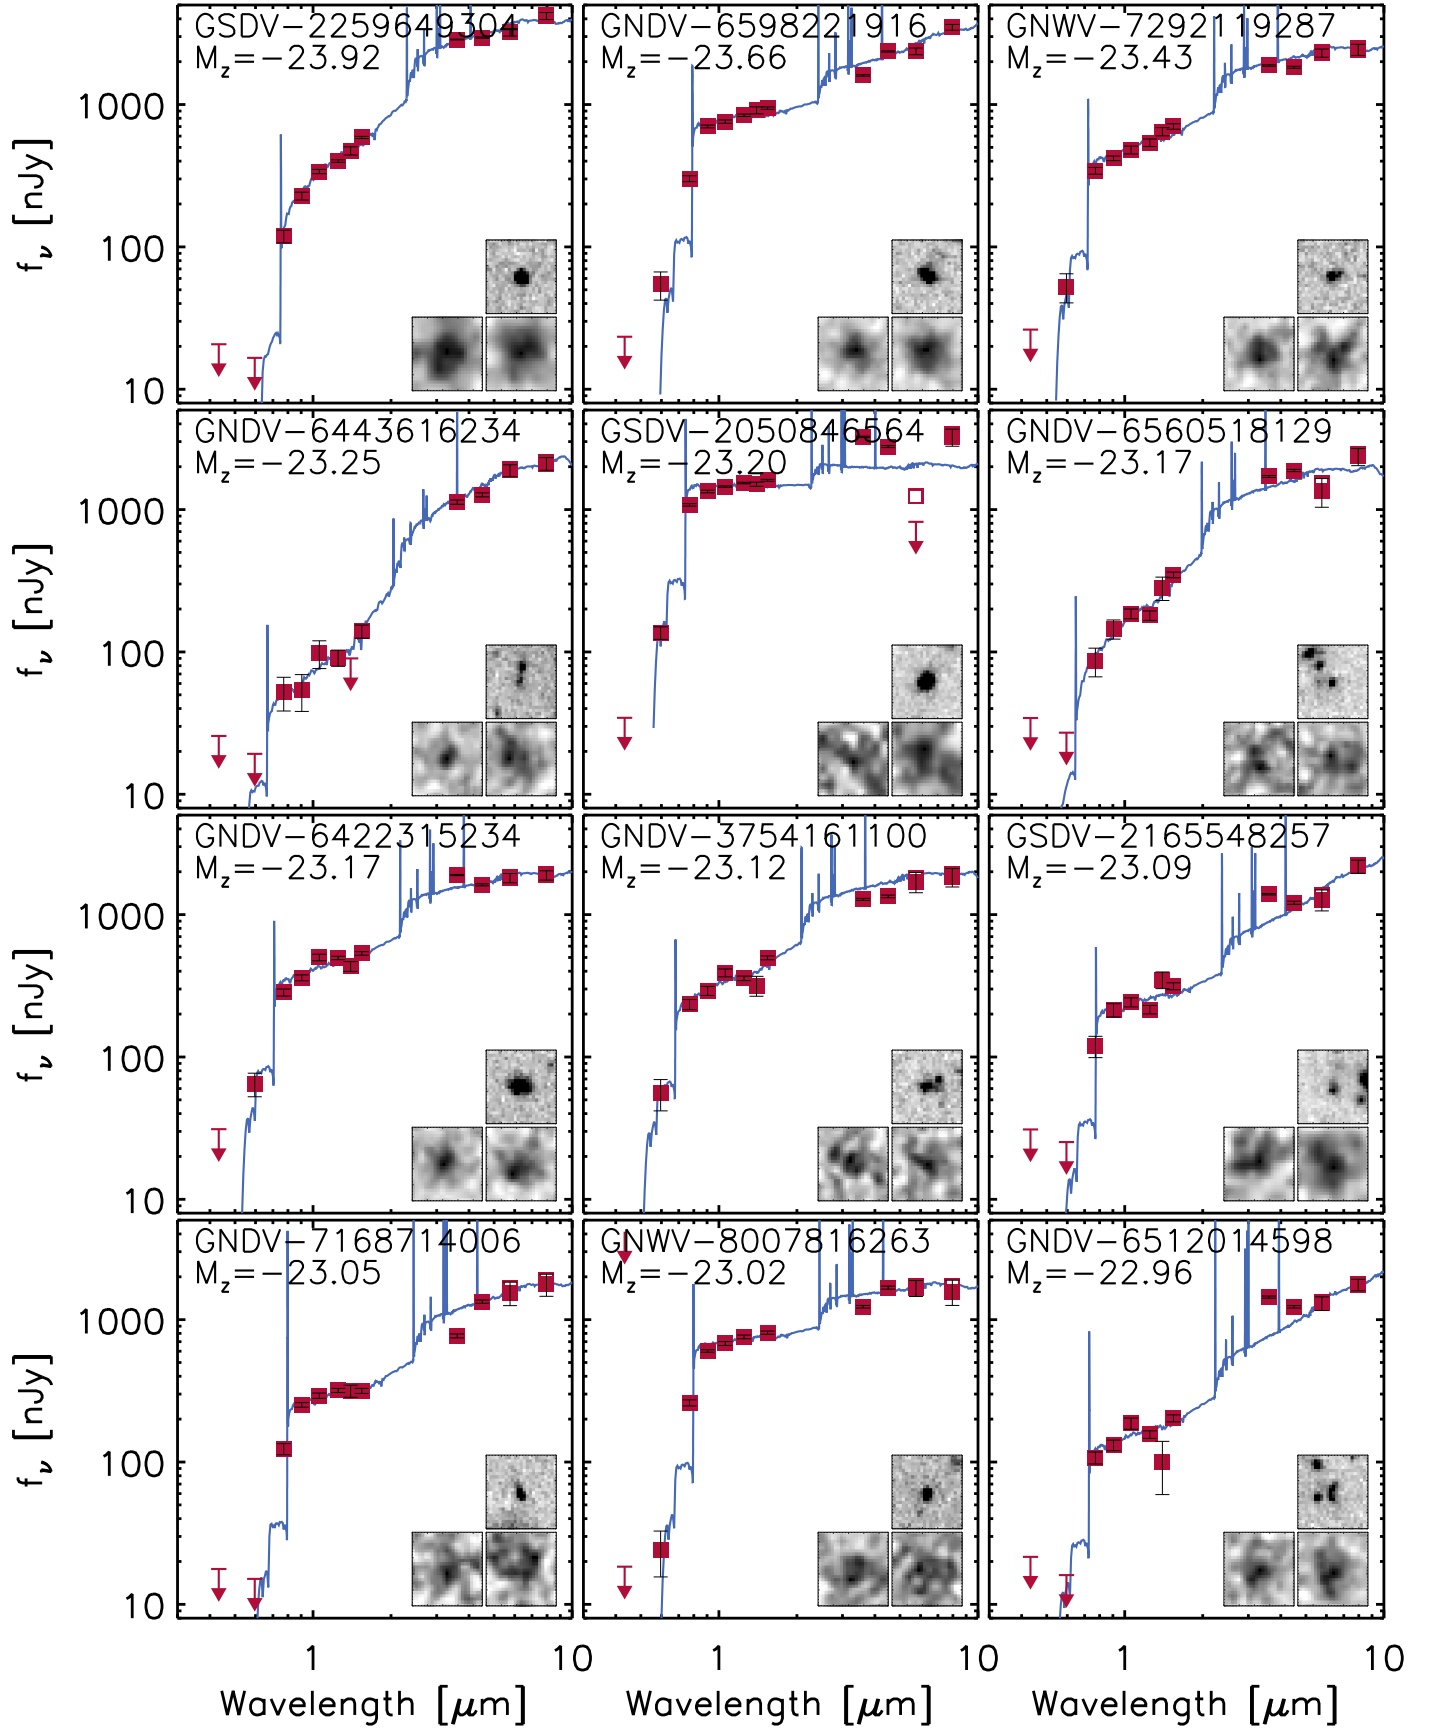 GSDV−2259649304
M_z=−23.92
GNDV−6598221916
M_z=−23.66
GNWV−7292119287
M_z=−23.43
1000
100
10
f_ν [nJy]
GNDV−6443616234
M_z=−23.25
GSDV−2050846564
M_z=−23.20
GNDV−6560518129
M_z=−23.17
1000
100
10
f_ν [nJy]
GNDV−6422315234
M_z=−23.17
GNDV−3754161100
M_z=−23.12
GSDV−2165548257
M_z=−23.09
1000
100
10
f_ν [nJy]
GNDV−7168714006
M_z=−23.05
GNWV−8007816263
M_z=−23.02
GNDV−6512014598
M_z=−22.96
1000
100
10
f_ν [nJy]
1 10 1 10 1 10
Wavelength [μm] Wavelength [μm] Wavelength [μm]